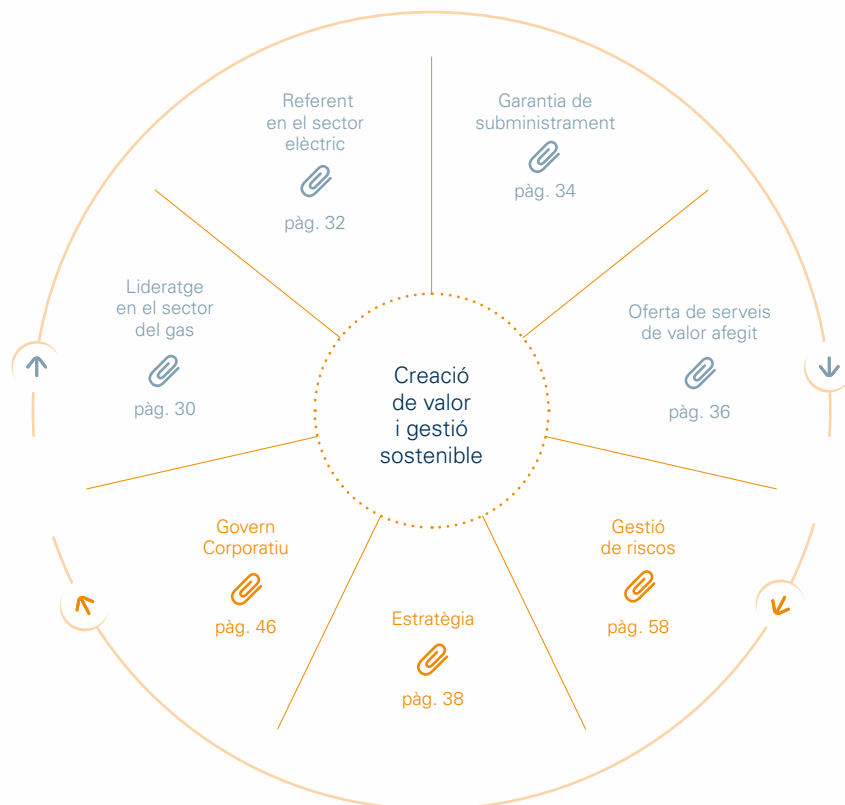 Referent
en el sector
elèctric
pàg. 32
Garantia de
subministrament
pàg. 34
Lideratge
en el sector
del gas
pàg. 30
Oferta de serveis
de valor afegit
pàg. 36
Creació
de valor
i gestió
sostenible
Govern
Corporatiu
pàg. 46
Estratègia
pàg. 38
Gestió
de riscos
pàg. 58